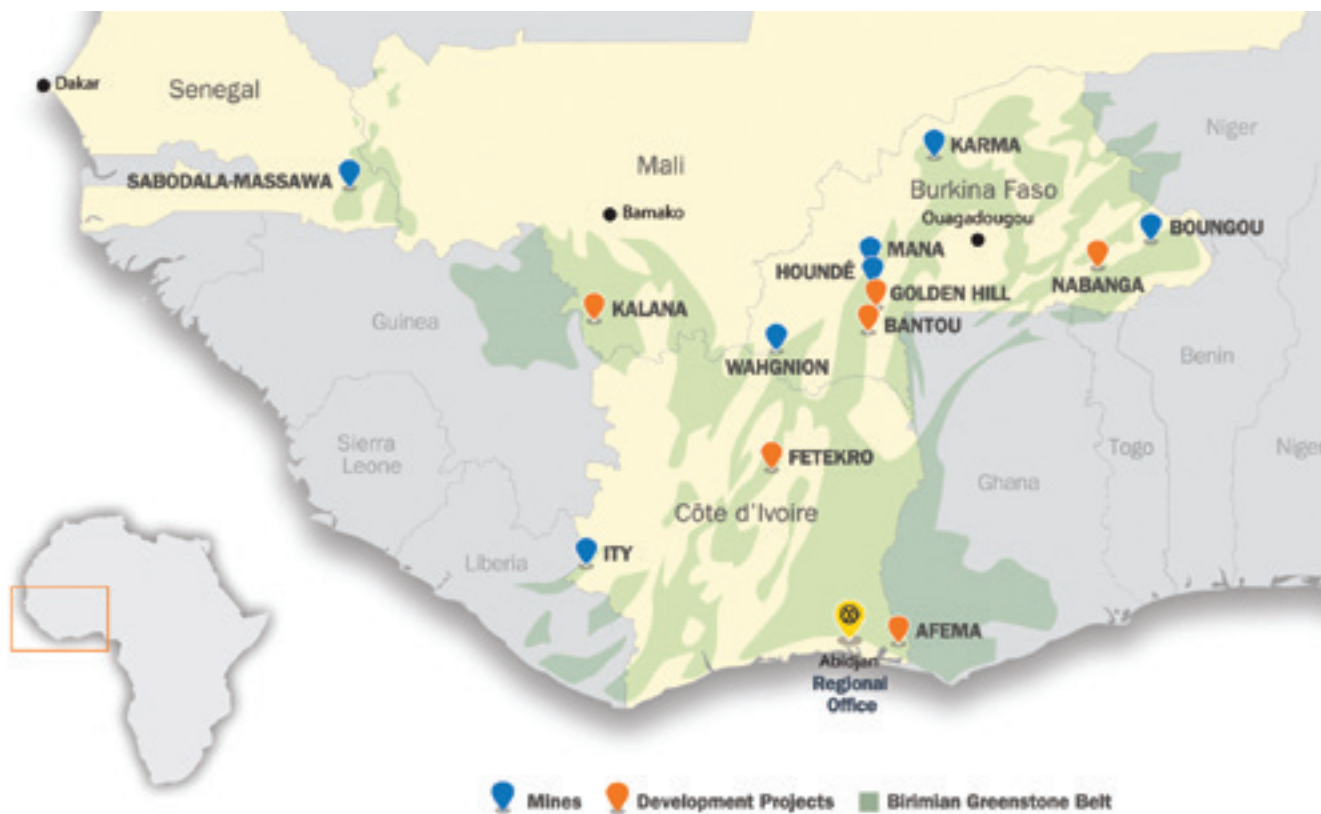 Dakar
Senegal
Niger
KARMA
Mali
SABODALA-MASSAWA
Burkina Faso
Bamako
Ouagadougou
BOUNGOU
MANA
HOUNDÊ
NABANGA
GOLDEN HILL
KALANA
Guinea
BANTOU
Benin
WAHGNION
Sierra
Leone
FETEKRO
Togo
Niger
Ghana
Côte d'Ivoire
ITY
Liberia
AFEMA
Abidjan
Regional
Office
Mines
Development Projects
Birimian Greenstone Belt